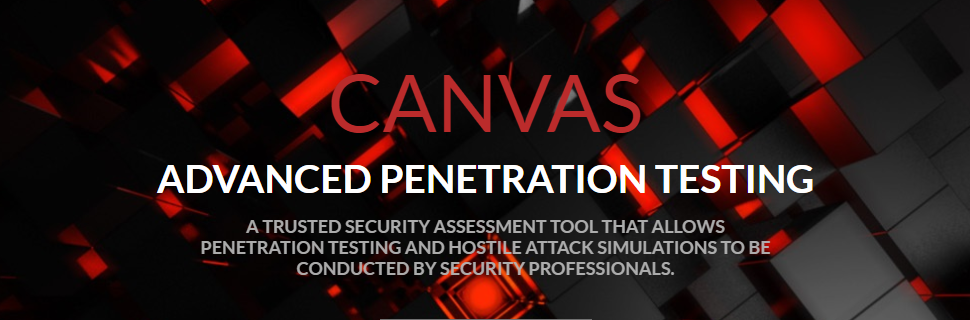 CANVAS
ADVANCED PENETRATION TESTING
A TRUSTED SECURITY ASSESSMENT TOOL THAT ALLOWS
PENETRATION TESTING AND HOSTILE ATTACK SIMULATIONS TO BE
CONDUCTED BY SECURITY PROFESSIONALS.